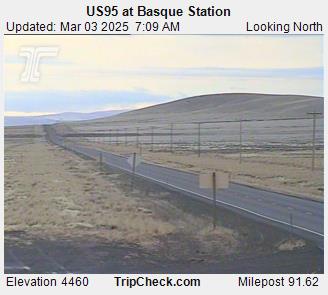 US95 at Basque Station
Updated: Mar 03 2025 7:09 AM Looking North
Elevation 4460 TripCheck.com Milepost 91.62